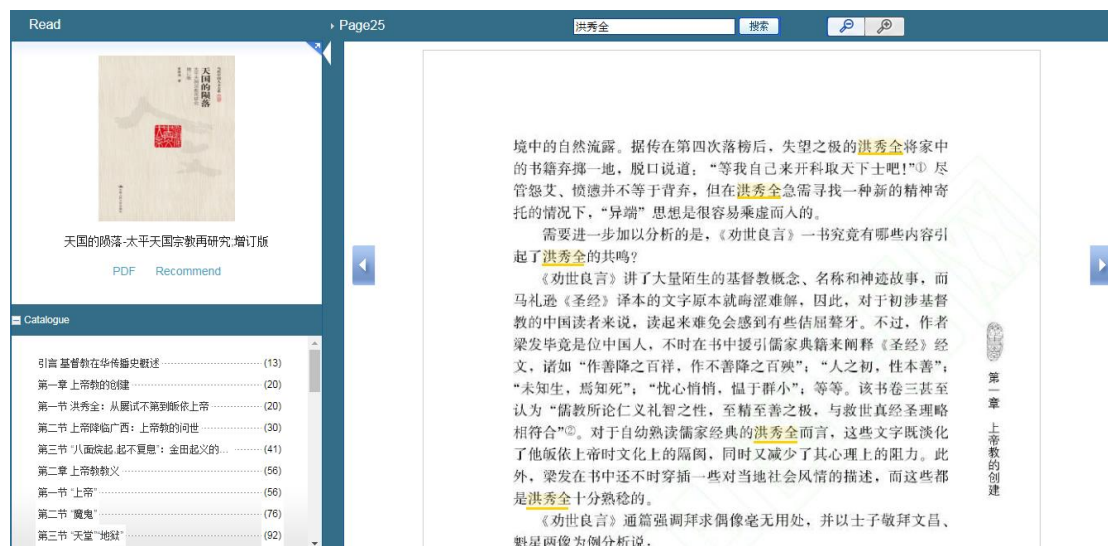 Read
Page25
洪秀全
搜索
天国的陨落
天国的陨落-太平天国宗教再研究;增订版
PDF Recommend
Catalogue
引言 基督教在华传播史概述 (13)
第一章 上帝教的创建 (20)
第一节 洪秀全：从屡试不第到皈依上帝 (20)
第二节 上帝降临广西：上帝教的问世 (30)
第三节 “八面煌起,起不复息”：金田起义的... (41)
第二章 上帝教教义 (56)
第一节 “上帝” (56)
第二节 “魔鬼” (76)
第三节 “天堂”“地狱” (92)
境中的自然流露。据传在第四次落榜后，失望之极的洪秀全将家中
的书籍弃掷一地，脱口说道：“等我自己来开科取天下士吧！”① 尽
管怨艾、愤懑并不等于背弃，但在洪秀全急需寻找一种新的精神寄
托的情况下，“异端”思想是很容易乘虚而入的。
需要进一步加以分析的是，《劝世良言》一书究竟有哪些内容引
起了洪秀全的共鸣？
《劝世良言》讲了大量陌生的基督教概念、名称和神迹故事，而
马礼逊《圣经》译本的文字原本就晦涩难解，因此，对于初涉基督
教的中国读者来说，读起来难免会感到有些佶屈聱牙。不过，作者
梁发毕竟是位中国人，不时在书中援引儒家典籍来阐释《圣经》经
文，诸如“作善降之百祥，作不善降之百殃”；“人之初，性本善”；
“未知生，焉知死”；“忧心悄悄，愠于群小”；等等。该书卷三甚至
认为“儒教所论仁义礼智之性，至精至善之极，与救世真经圣理略
相符合”②。对于自幼熟读儒家经典的洪秀全而言，这些文字既淡化
了他皈依上帝时文化上的隔阂，同时又减少了其心理上的阻力。此
外，梁发在书中还不时穿插一些对当地社会风情的描述，而这些都
是洪秀全十分熟稔的。
《劝世良言》通篇强调拜求偶像毫无用处，并以士子敬拜文昌、
魁星两像为例分析说，
第一章 上帝教的创建